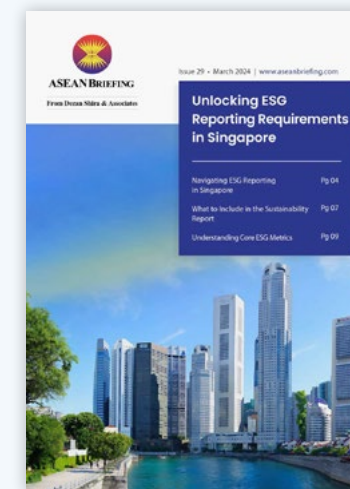 ASEAN BRIEFING
From Dezan Shira & Associates
Issue 29 • March 2024 | www.aseanbriefing.com
Unlocking ESG
Reporting Requirements
in Singapore
Navigating ESG Reporting
in Singapore
Pg 04
What to Include in the Sustainability
Report
Pg 07
Understanding Core ESG Metrics
Pg 09